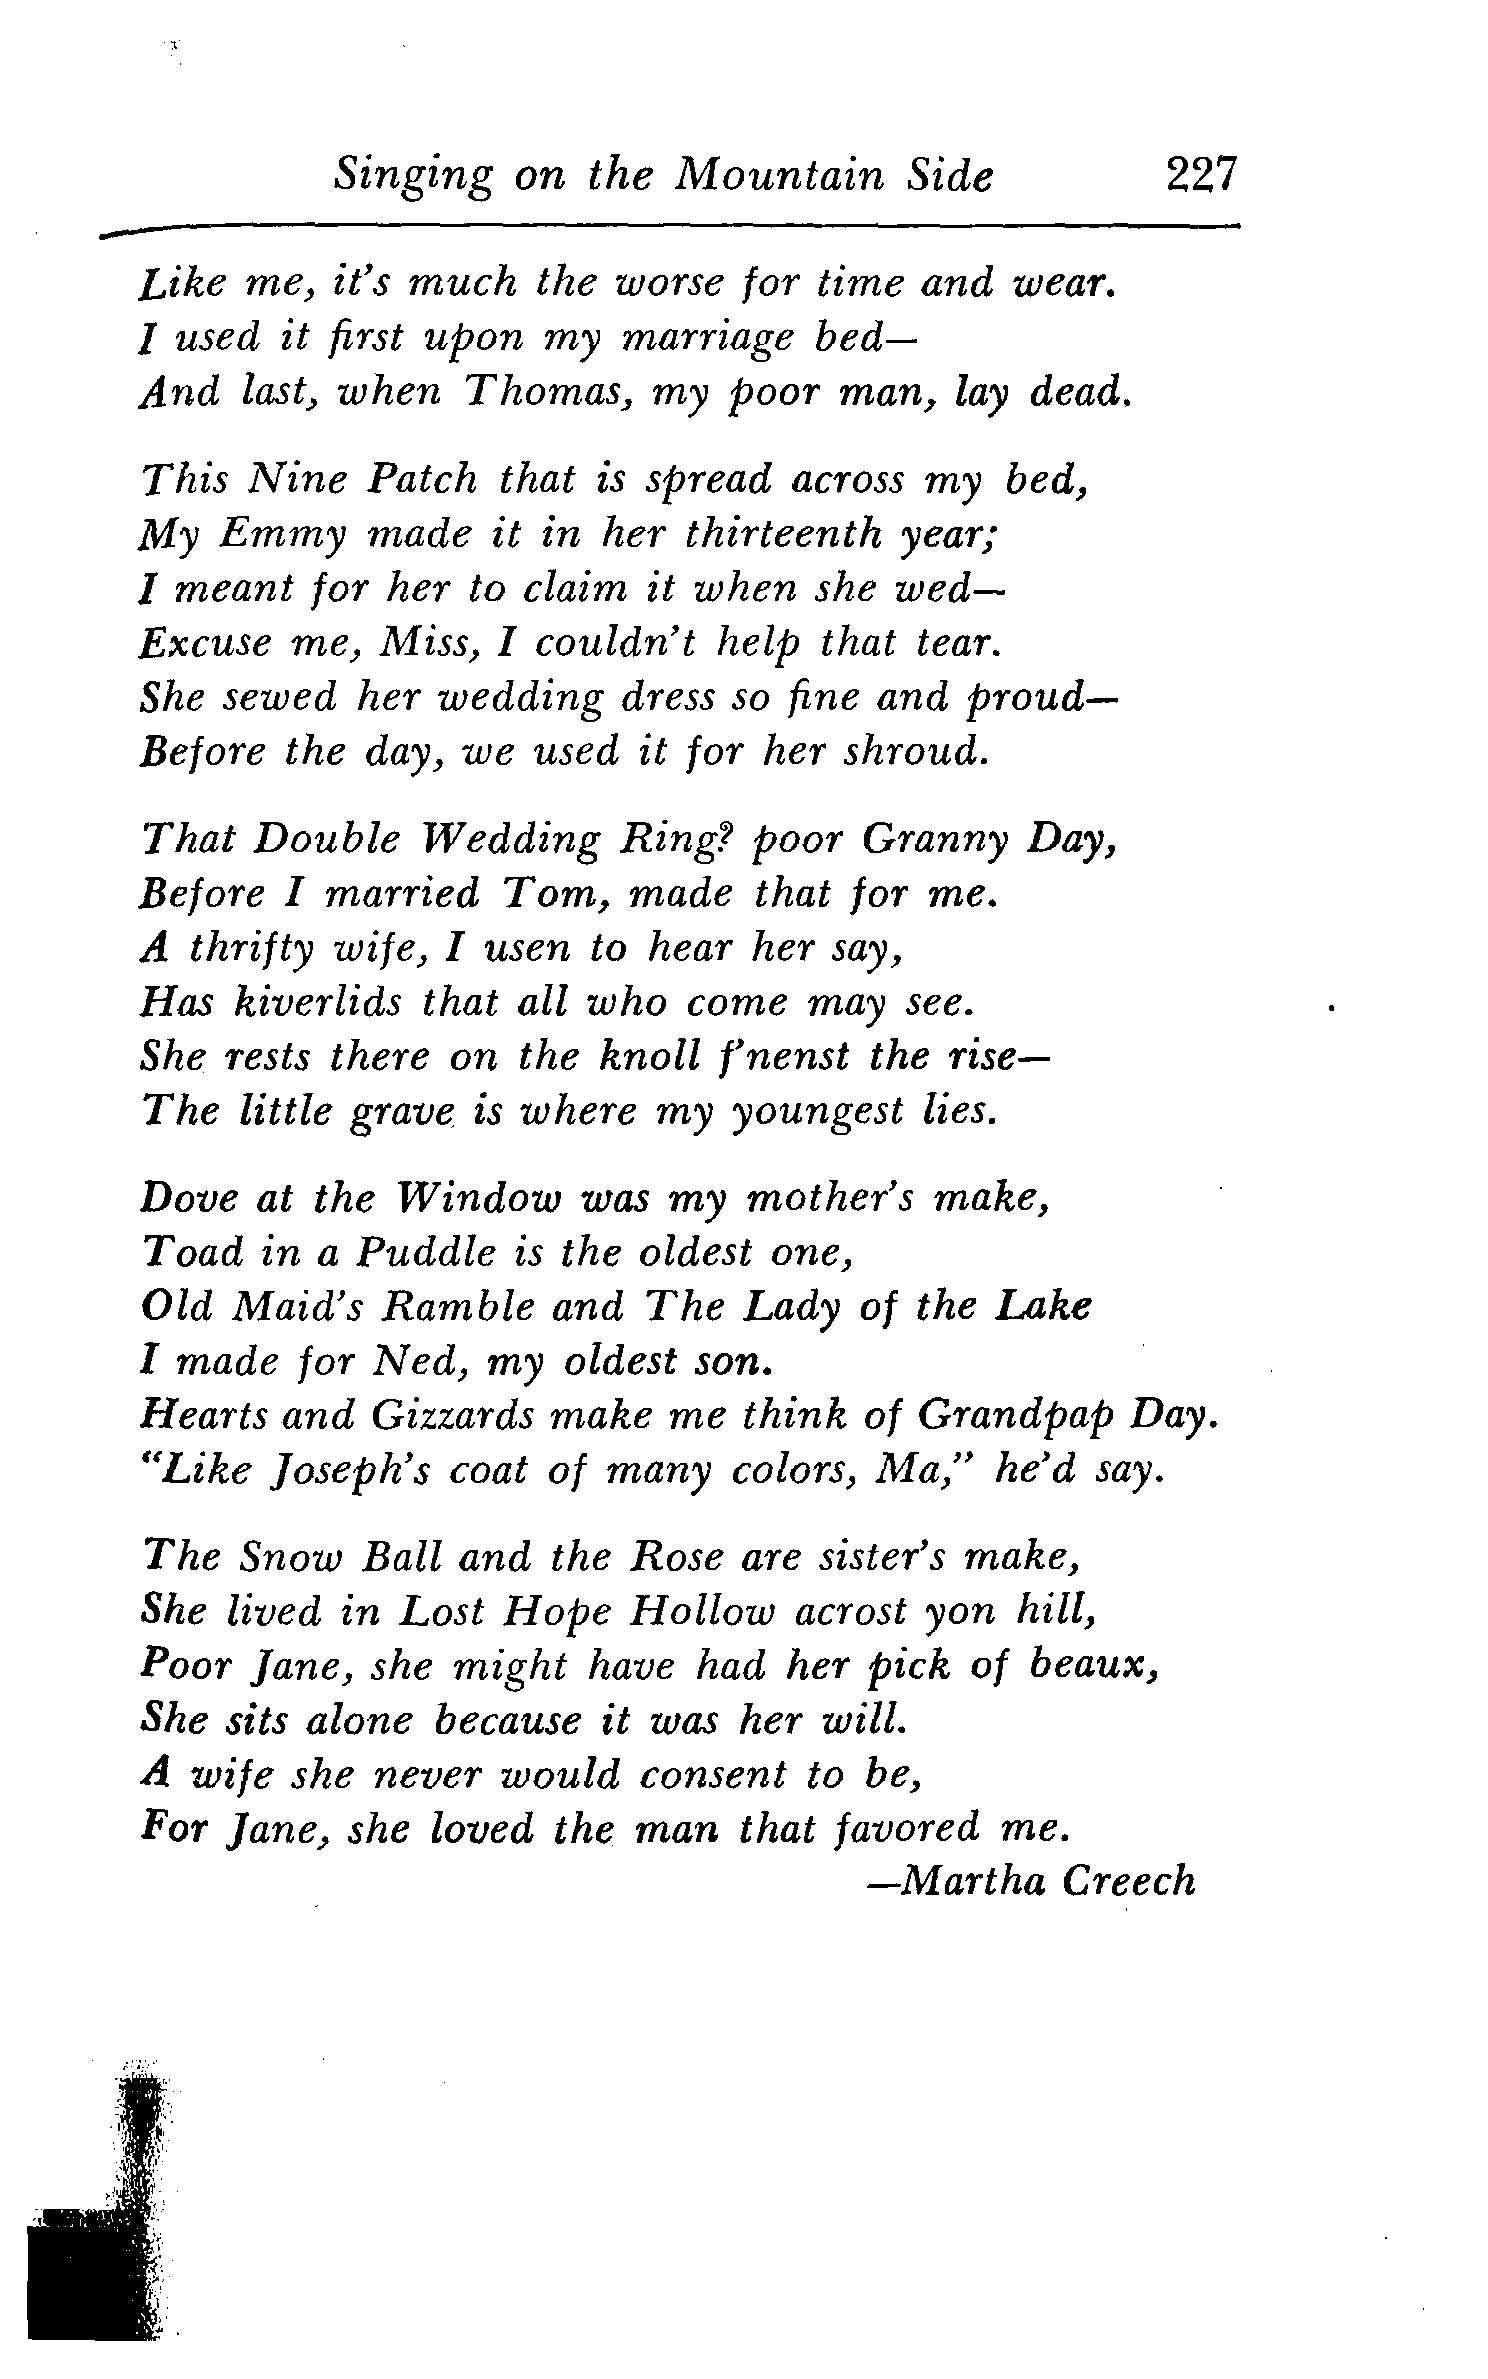 Singing on the Mountain Side 227
Like me, it's much the worse for time and wear.
I used it first upon my marriage bed—
And last, when Thomas, my poor man, lay dead.
This Nine Patch that is spread across my bed,
My Emmy made it in her thirteenth year;
I meant for her to claim it when she wed—
Excuse me, Miss, I couldn't help that tear.
She sewed her wedding dress so fine and proud—
Before the day, we used it for her shroud.
That Double Wedding Ring? poor Granny Day,
Before I married Tom, made that for me.
A thrifty wife, I usen to hear her say,
Has kiverlids that all who come may see.
She rests there on the knoll f'nenst the rise—
The little grave is where my youngest lies.
Dove at the Window was my mother's make,
Toad in a Puddle is the oldest one,
Old Maid's Ramble and The Lady of the Lake
I made for Ned, my oldest son.
Hearts and Gizzards make me think of Grandpap Day.
“Like Joseph's coat of many colors, Ma,” he'd say.
The Snow Ball and the Rose are sister's make,
She lived in Lost Hope Hollow acrost yon hill,
Poor Jane, she might have had her pick of beaux,
She sits alone because it was her will.
A wife she never would consent to be,
For Jane, she loved the man that favored me.
—Martha Creech